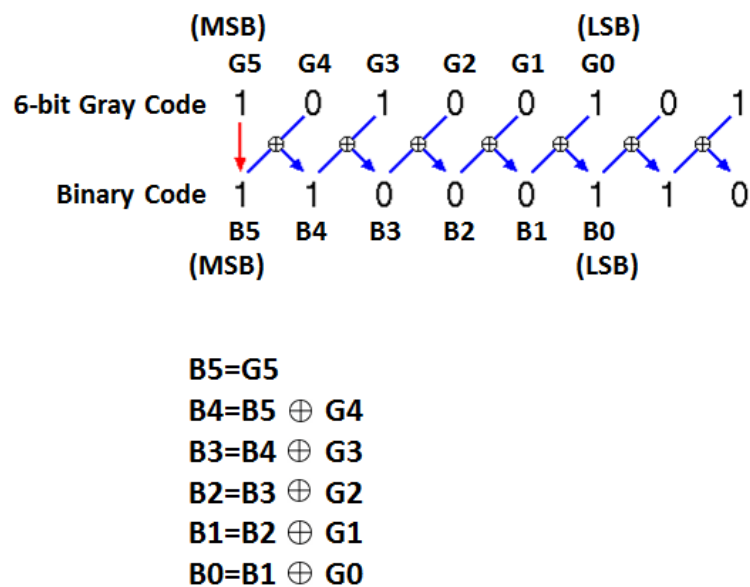 (MSB) (LSB)
G5 G4 G3 G2 G1 G0
6-bit Gray Code 1 0 1 0 0 1 0 1
⊕ ⊕ ⊕ ⊕ ⊕ ⊕ ⊕
Binary Code 1 1 0 0 0 1 1 0
B5 B4 B3 B2 B1 B0
(MSB) (LSB)
B5=G5
B4=B5 ⊕ G4
B3=B4 ⊕ G3
B2=B3 ⊕ G2
B1=B2 ⊕ G1
B0=B1 ⊕ G0